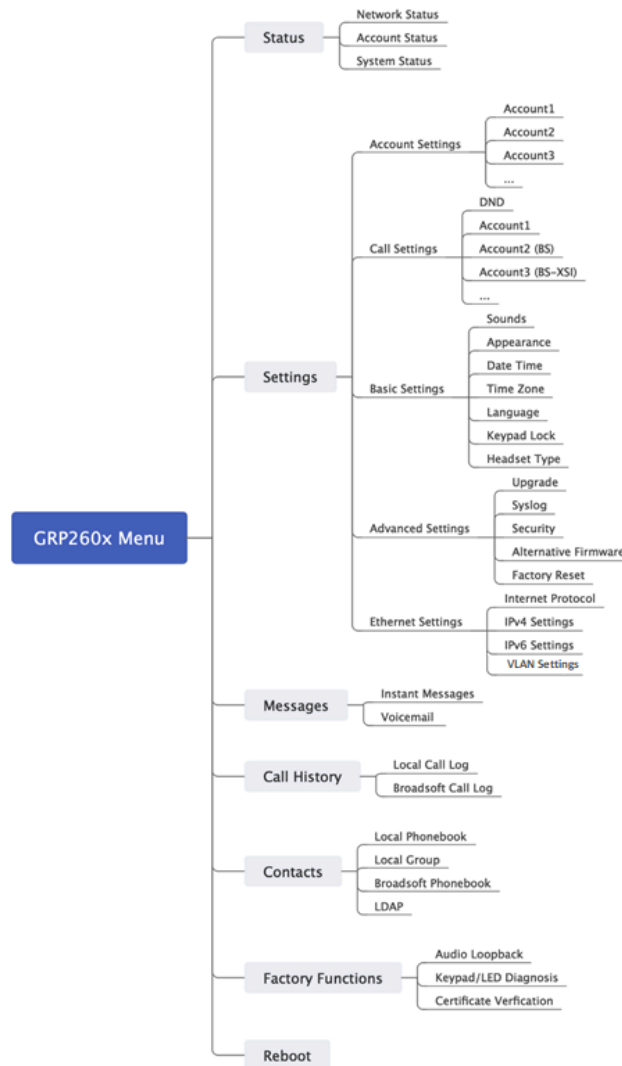 Network Status
Status
Account Status
System Status
Account1
Account2
Account Settings
Account3
...
DND
Account1
Call Settings
Account2 (BS)
Account3 (BS-XSI)
...
Sounds
Appearance
Date Time
Settings
Basic Settings
Time Zone
Language
Keypad Lock
Headset Type
Upgrade
Syslog
GRP260x Menu
Advanced Settings
Security
Alternative Firmware
Factory Reset
Internet Protocol
Ethernet Settings
IPv4 Settings
IPv6 Settings
VLAN Settings
Messages
Instant Messages
Voicemail
Call History
Local Call Log
Broadsoft Call Log
Local Phonebook
Local Group
Contacts
Broadsoft Phonebook
LDAP
Audio Loopback
Factory Functions
Keypad/LED Diagnosis
Certificate Verfication
Reboot